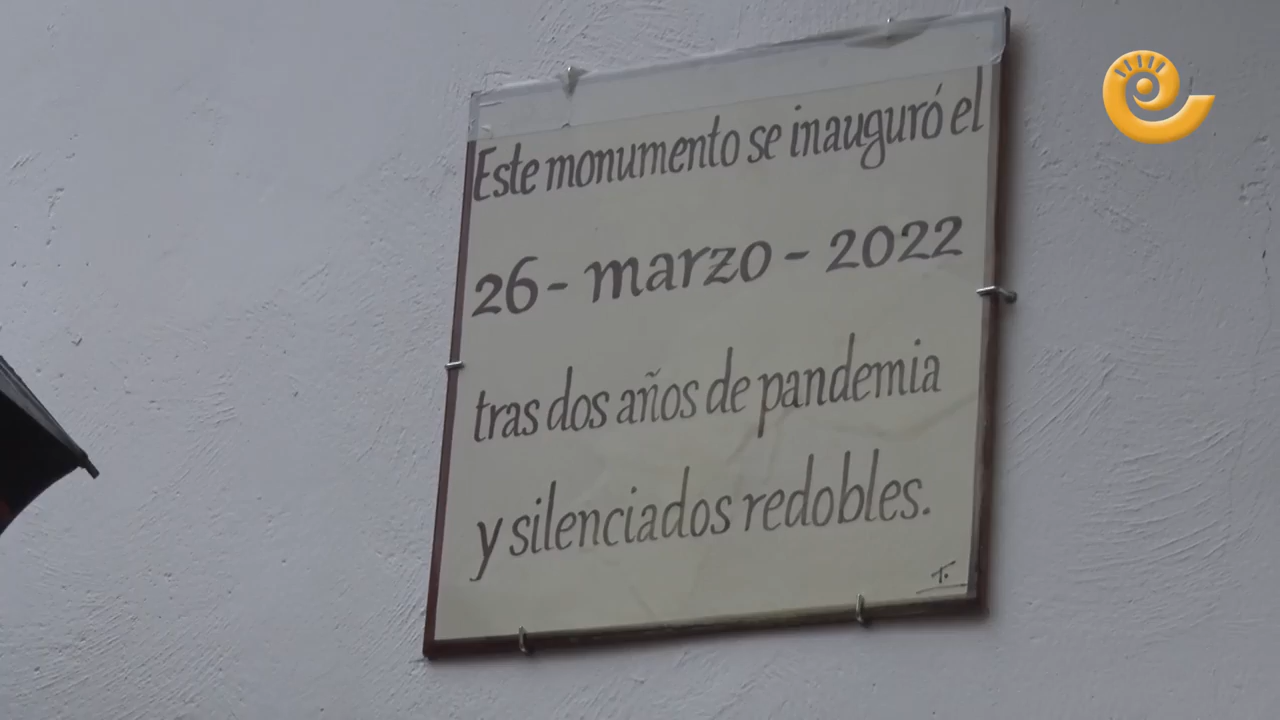 Este monumento se inauguró el
26 - marzo - 2022
tras dos años de pandemia
y silenciados redobles.
T.